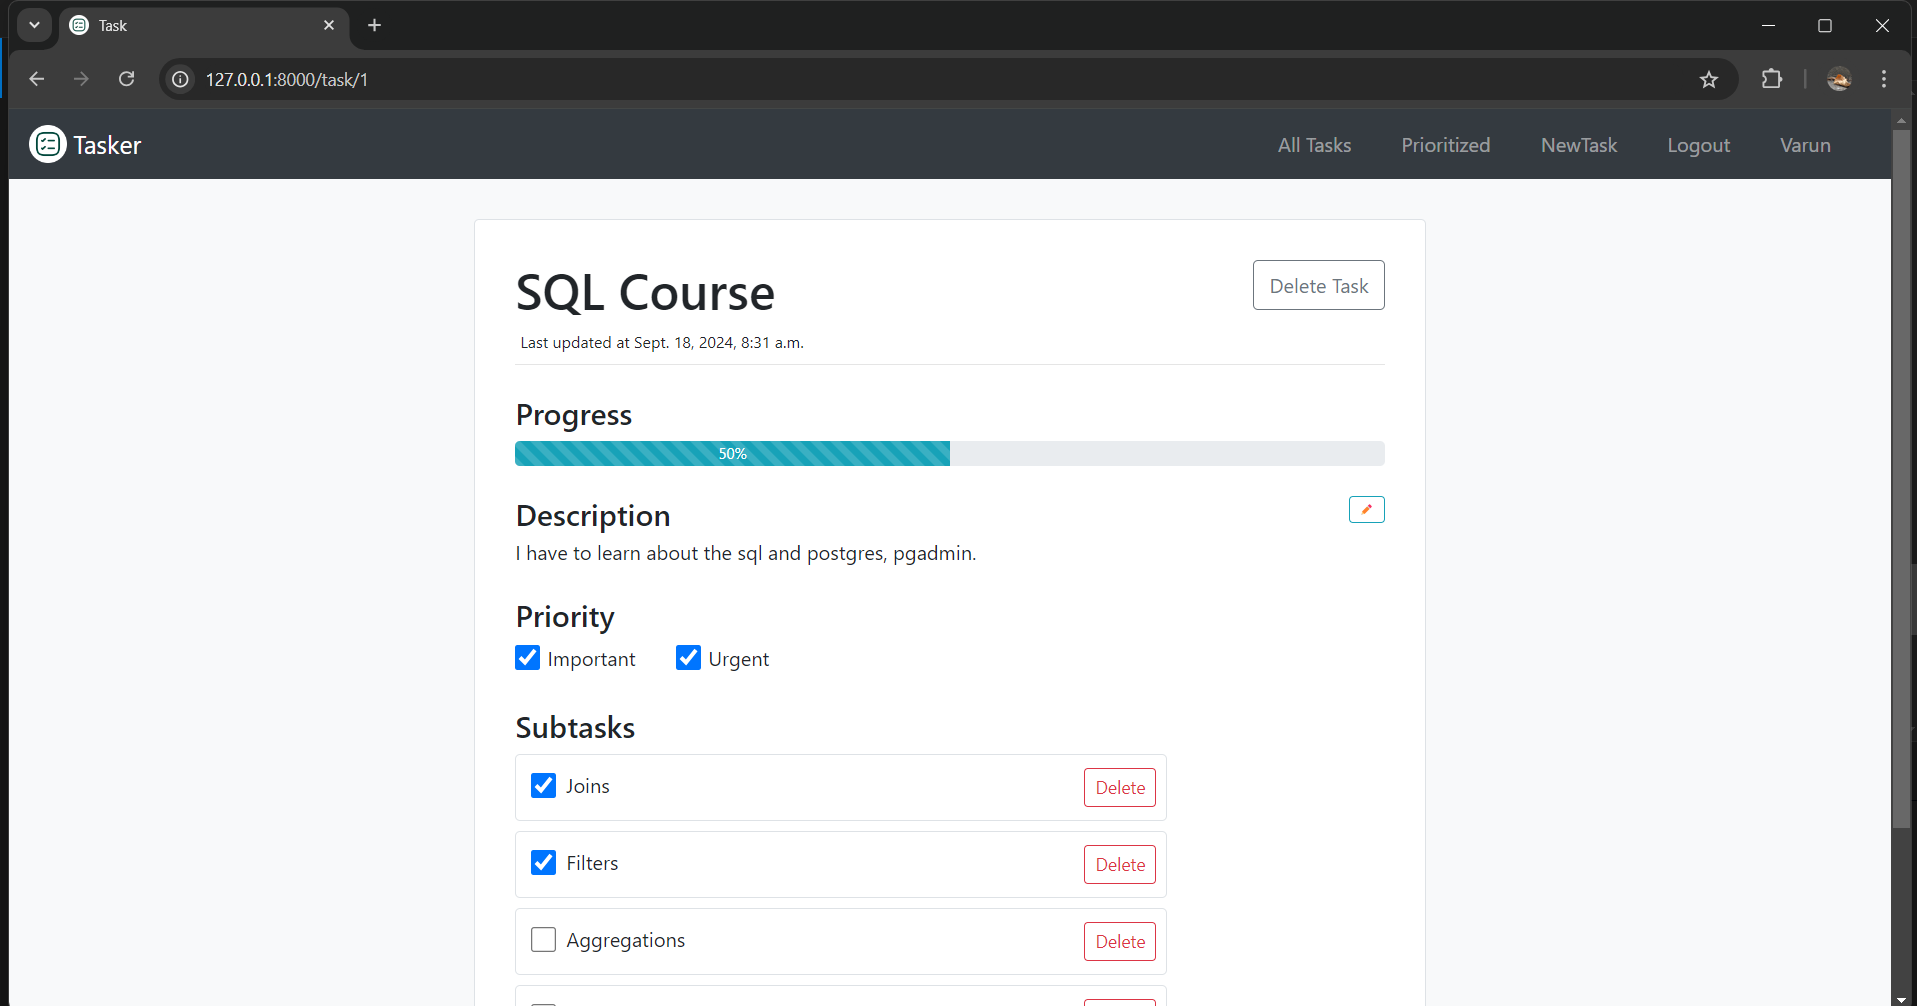 Task
127.0.0.1:8000/task/1
Tasker All Tasks Prioritized NewTask Logout Varun
SQL Course Delete Task
Last updated at Sept. 18, 2024, 8:31 a.m.
Progress
50%
Description
I have to learn about the sql and postgres, pgadmin.
Priority
Important Urgent
Subtasks
Joins Delete
Filters Delete
Aggregations Delete